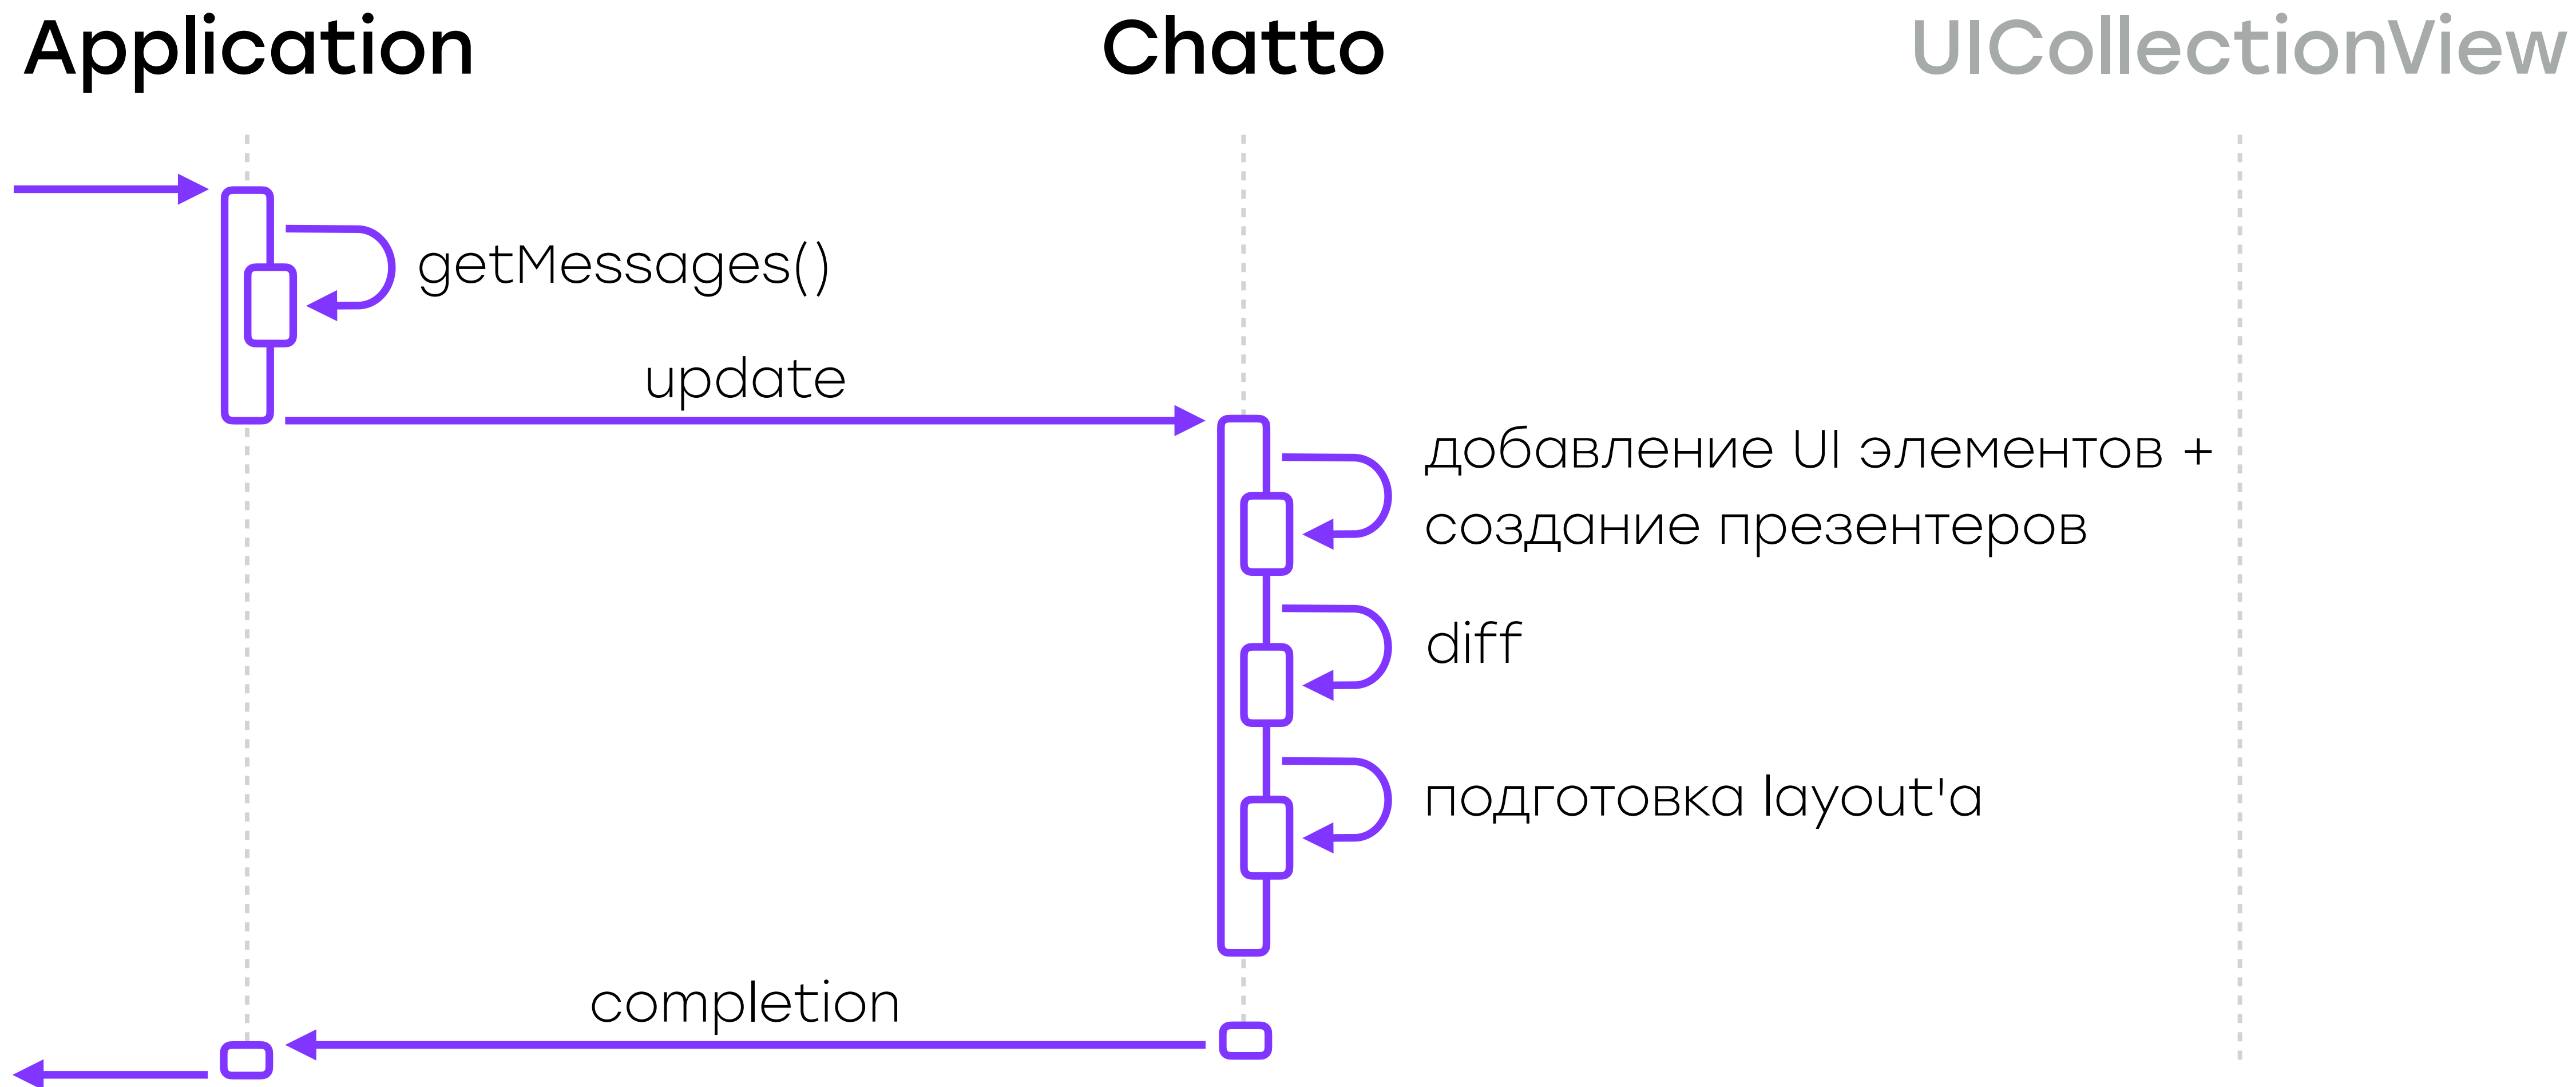 Application
Chatto
UICollectionView
getMessages()
update
добавление UI элементов +
создание презентеров
diff
подготовка layout'а
completion